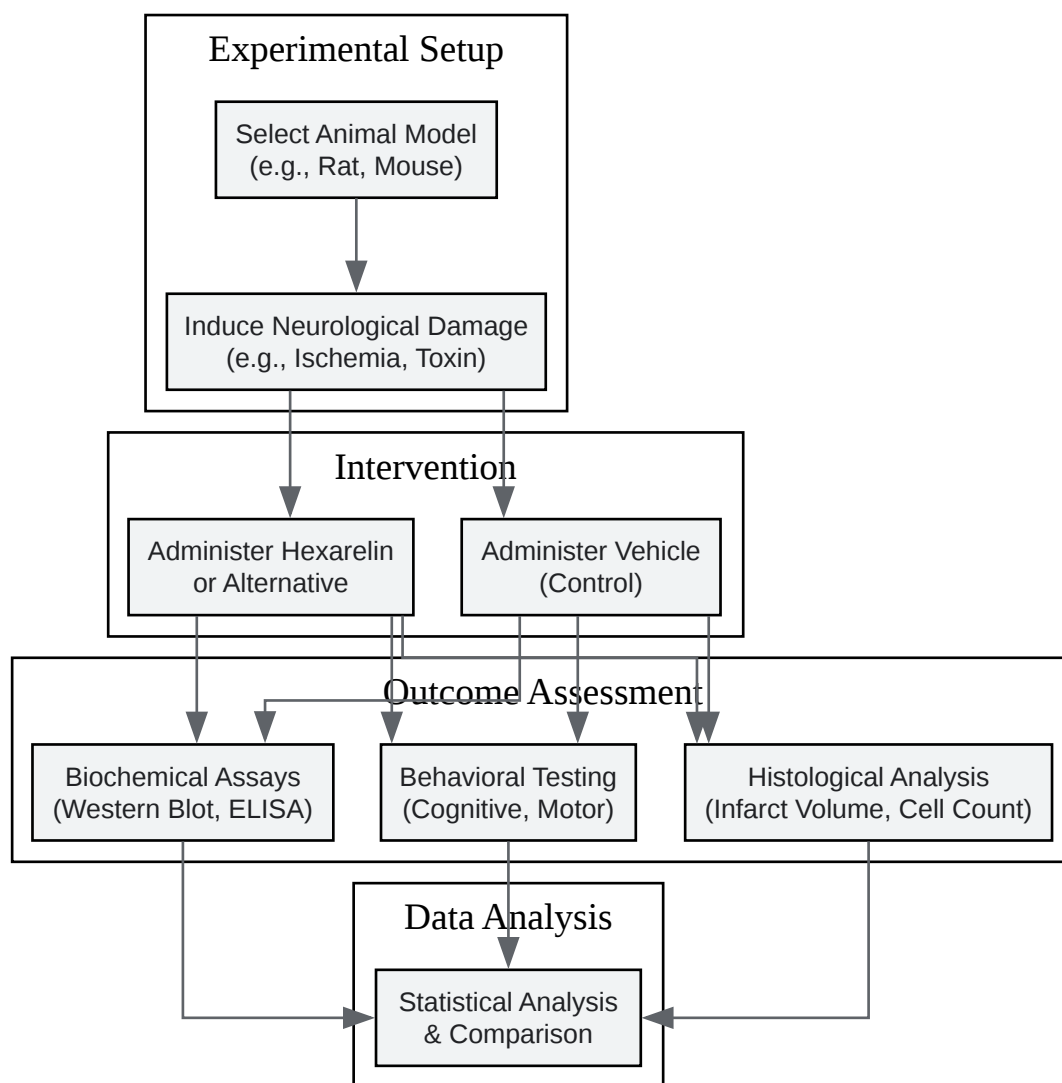 Experimental Setup
Select Animal Model
(e.g., Rat, Mouse)
Induce Neurological Damage
(e.g., Ischemia, Toxin)
Intervention
Administer Hexarelin
or Alternative
Administer Vehicle
(Control)
Outcome Assessment
Biochemical Assays
(Western Blot, ELISA)
Behavioral Testing
(Cognitive, Motor)
Histological Analysis
(Infarct Volume, Cell Count)
Data Analysis
Statistical Analysis
& Comparison